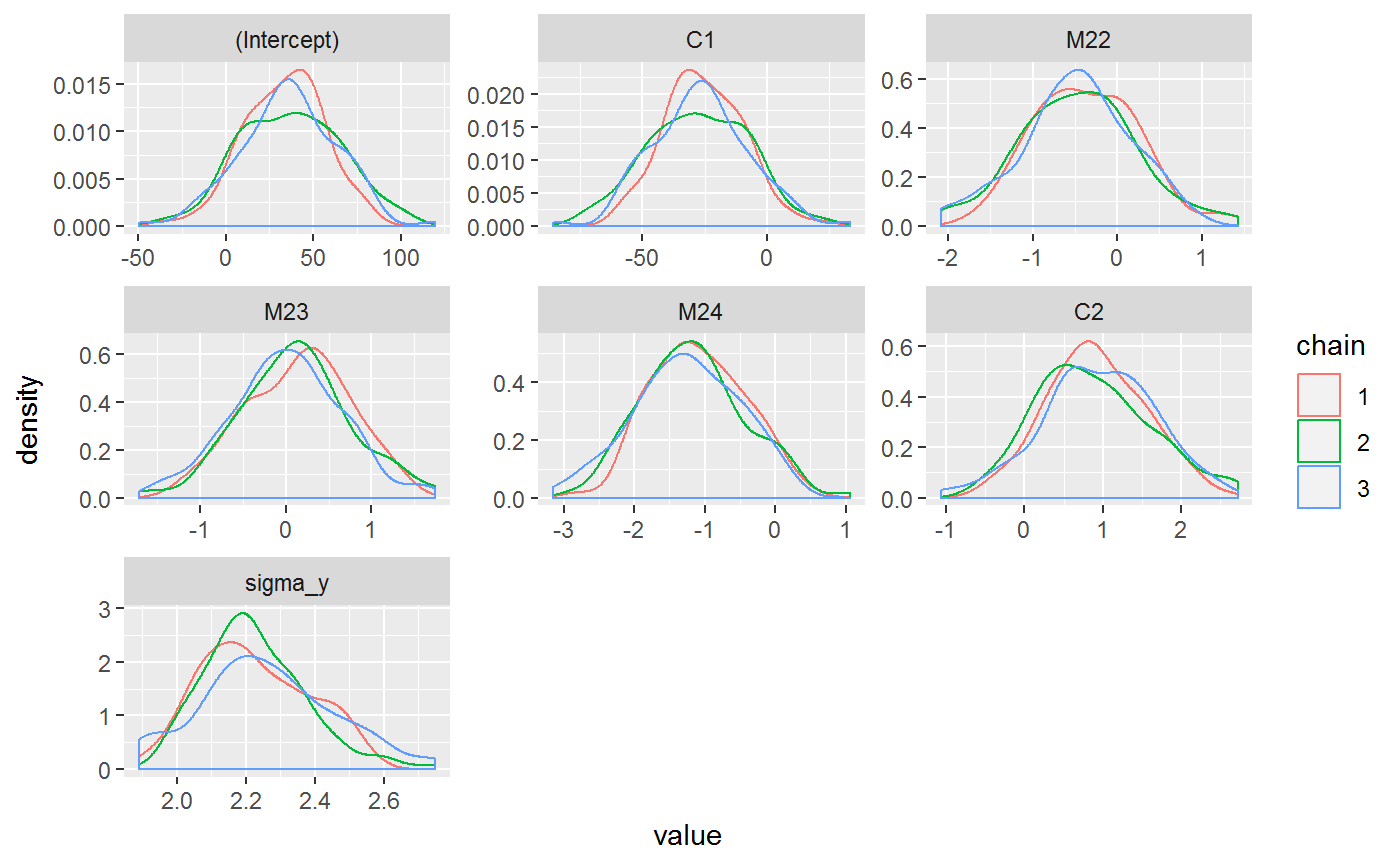 (Intercept) C1 M22
0.015 0.010 0.005 0.000
-50 0 50 100
0.020 0.015 0.010 0.005 0.000
-50 0
0.6 0.4 0.2 0.0
-2 -1 0 1
M23 M24 C2
0.6 0.4 0.2 0.0
-1 0 1
0.4 0.2 0.0
-3 -2 -1 0 1
0.6 0.4 0.2 0.0
-1 0 1 2
sigma_y
3 2 1 0
2.0 2.2 2.4 2.6
density
value
chain
1
2
3